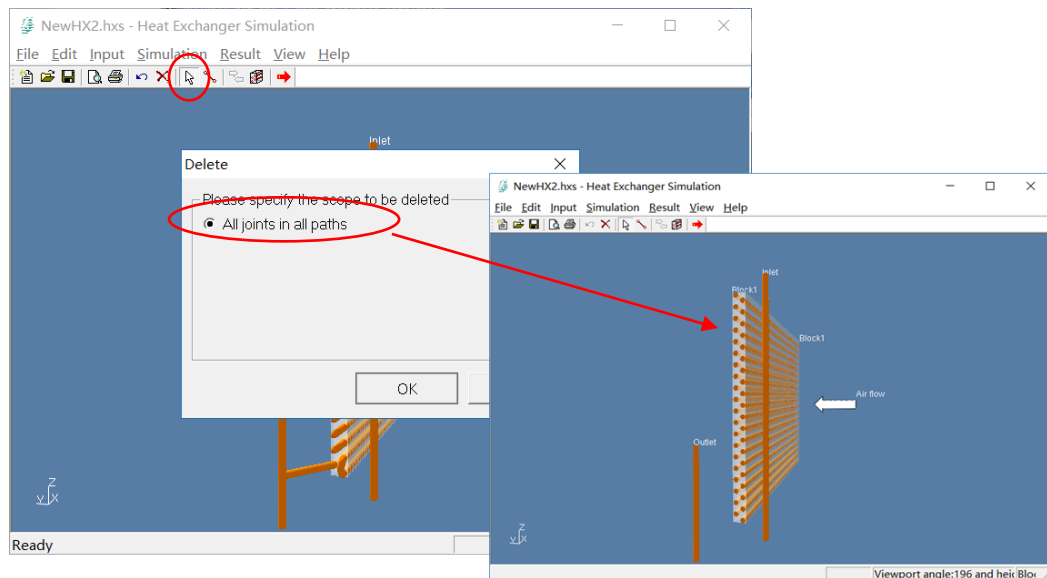 NewHX2.hxs - Heat Exchanger Simulation
File Edit Input Simulation Result View Help
Inlet
Delete
Please specify the scope to be deleted
All joints in all paths
OK
Z
Y X
Ready
NewHX2.hxs - Heat Exchanger Simulation
File Edit Input Simulation Result View Help
Inlet
Block1
Block1
Air flow
Outlet
Z
Y X
Viewport angle:196 and heig